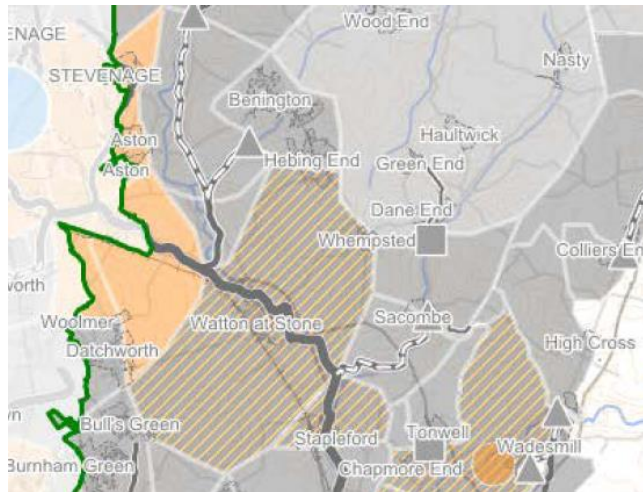 ENAGE
Wood End
Nasty
STEVENAGE
Benington
Haultwick
Aston
Hebing End
Green End
Aston
Dane End
Whempsted
Colliers En
worth
Woolmer
Watton at Stone
Sacombe
Datchworth
High Cross
wn
Bull's Green
Stapleford
Tonwell
Wadesmill
Burnham Green
Chapmore End